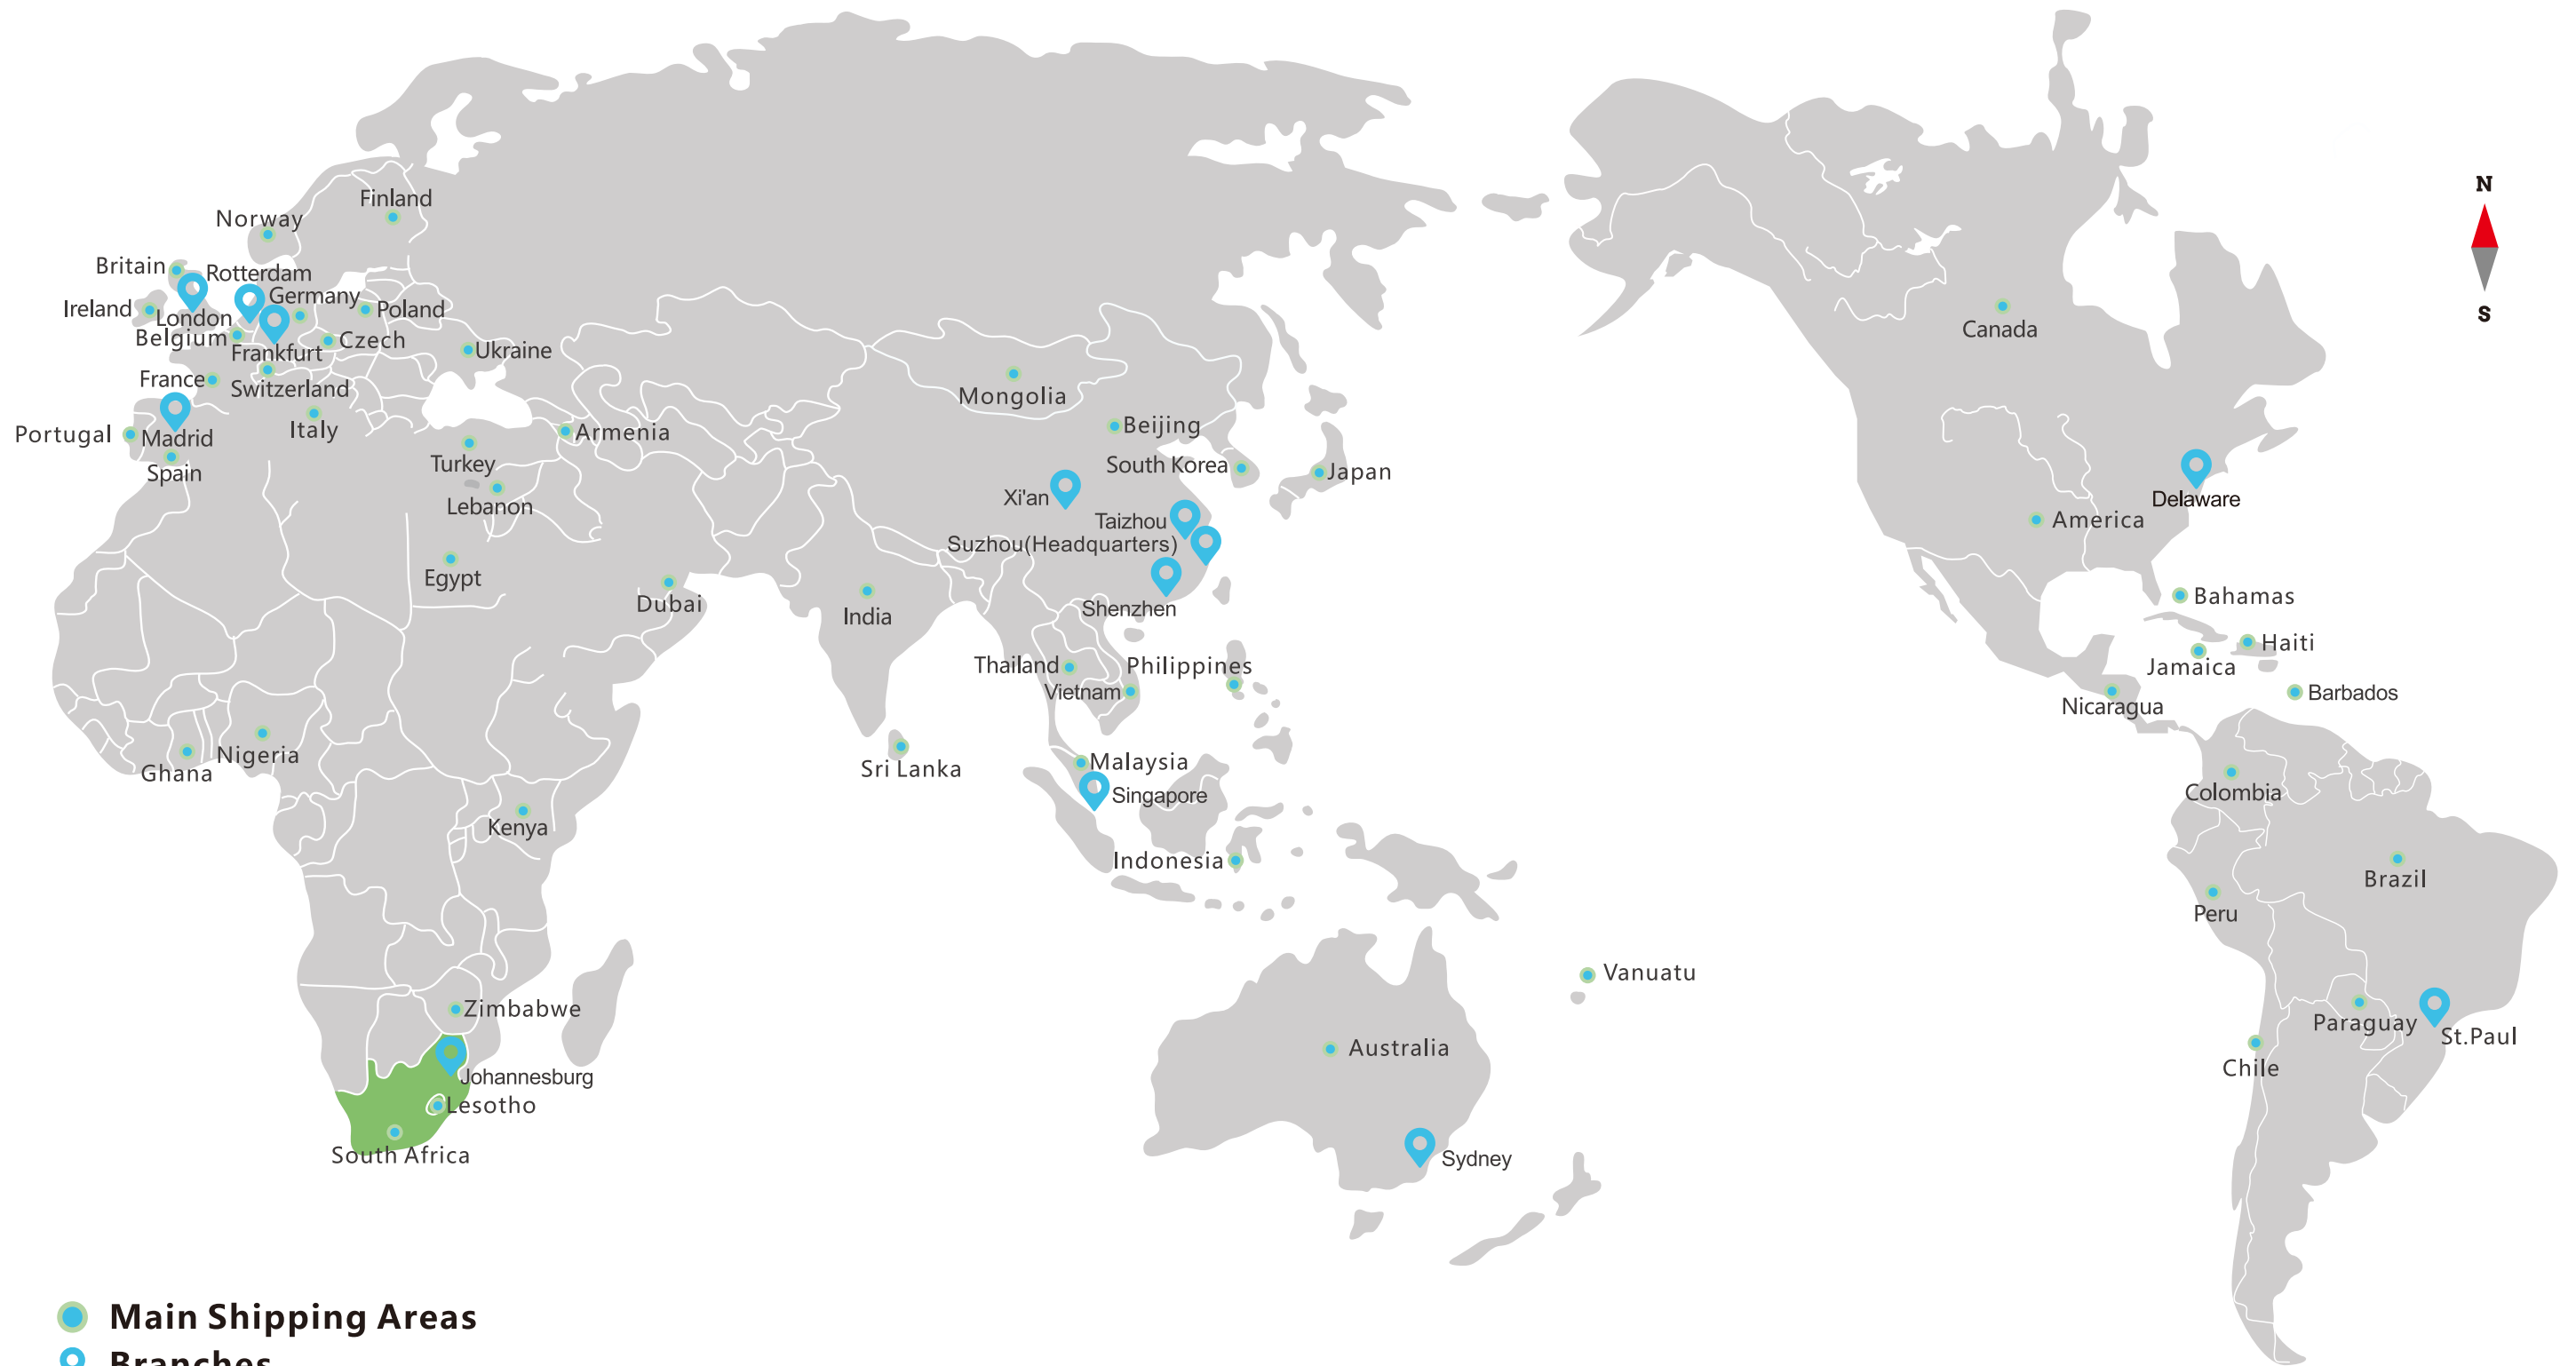 N
S
Finland
Norway
Britain
Rotterdam
Germany
Ireland
London
Poland
Belgium
Czech
Frankfurt
Ukraine
France
Switzerland
Italy
Portugal
Madrid
Spain
Armenia
Turkey
Lebanon
Egypt
Dubai
Ghana
Nigeria
Kenya
Zimbabwe
Johannesburg
Lesotho
South Africa
Mongolia
Beijing
South Korea
Japan
Xi'an
Taizhou
Suzhou(Headquarters)
Shenzhen
India
Thailand
Philippines
Vietnam
Sri Lanka
Malaysia
Singapore
Indonesia
Vanuatu
Australia
Sydney
Canada
Delaware
America
Bahamas
Haiti
Jamaica
Nicaragua
Barbados
Colombia
Brazil
Peru
Paraguay
St.Paul
Chile
Main Shipping Areas
Branches